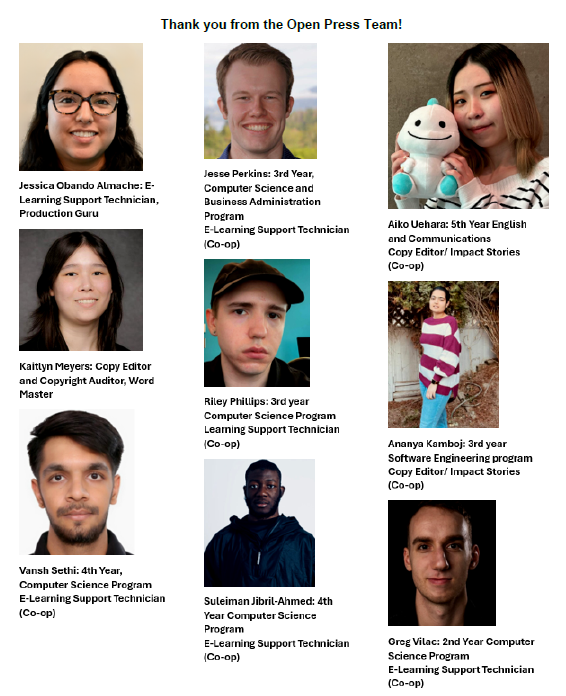 Thank you from the Open Press Team!
Jessica Obando Almache: E-
Learning Support Technician,
Production Guru
Kaitlyn Meyers: Copy Editor
and Copyright Auditor, Word
Master
Vansh Sethi: 4th Year,
Computer Science Program
E-Learning Support Technician
(Co-op)
Jesse Perkins: 3rd Year,
Computer Science and
Business Administration
Program
E-Learning Support Technician
(Co-op)
Riley Phillips: 3rd year
Computer Science Program
Learning Support Technician
(Co-op)
Suleiman Jibril-Ahmed: 4th
Year Computer Science
Program
E-Learning Support Technician
(Co-op)
Aiko Uehara: 5th Year English
and Communications
Copy Editor/ Impact Stories
(Co-op)
Ananya Kamboj: 3rd year
Software Engineering program
Copy Editor/ Impact Stories
(Co-op)
Greg Vilac: 2nd Year Computer
Science Program
E-Learning Support Technician
(Co-op)